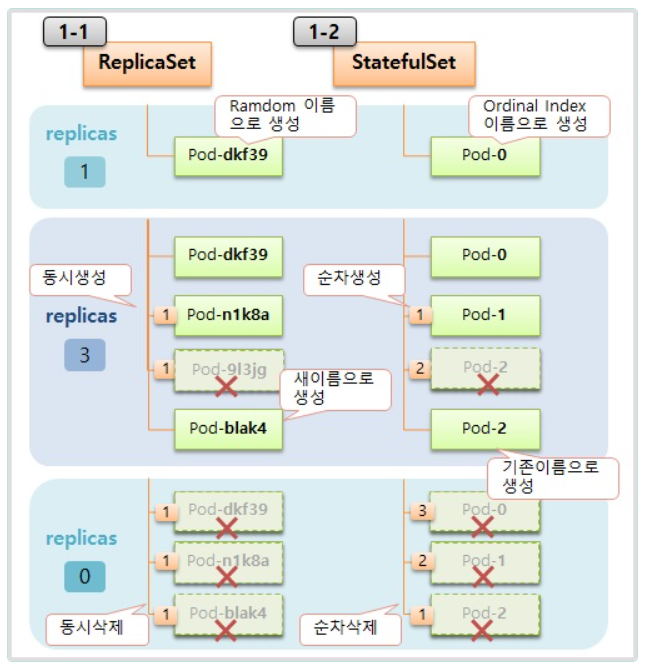 1-1
ReplicaSet
1-2
StatefulSet
replicas
1
Ramdom 이름
으로 생성
Pod-dkf39
Ordinal Index
이름으로 생성
Pod-0
replicas
3
동시생성
Pod-dkf39
1
Pod-n1k8a
1
Pod-9l3jg
새이름으로
생성
Pod-blak4
순차생성
Pod-0
1
Pod-1
2
Pod-2
Pod-2
기존이름으로
생성
replicas
0
1
Pod-dkf39
1
Pod-n1k8a
1
Pod-blak4
동시삭제
3
Pod-0
2
Pod-1
1
Pod-2
순차삭제